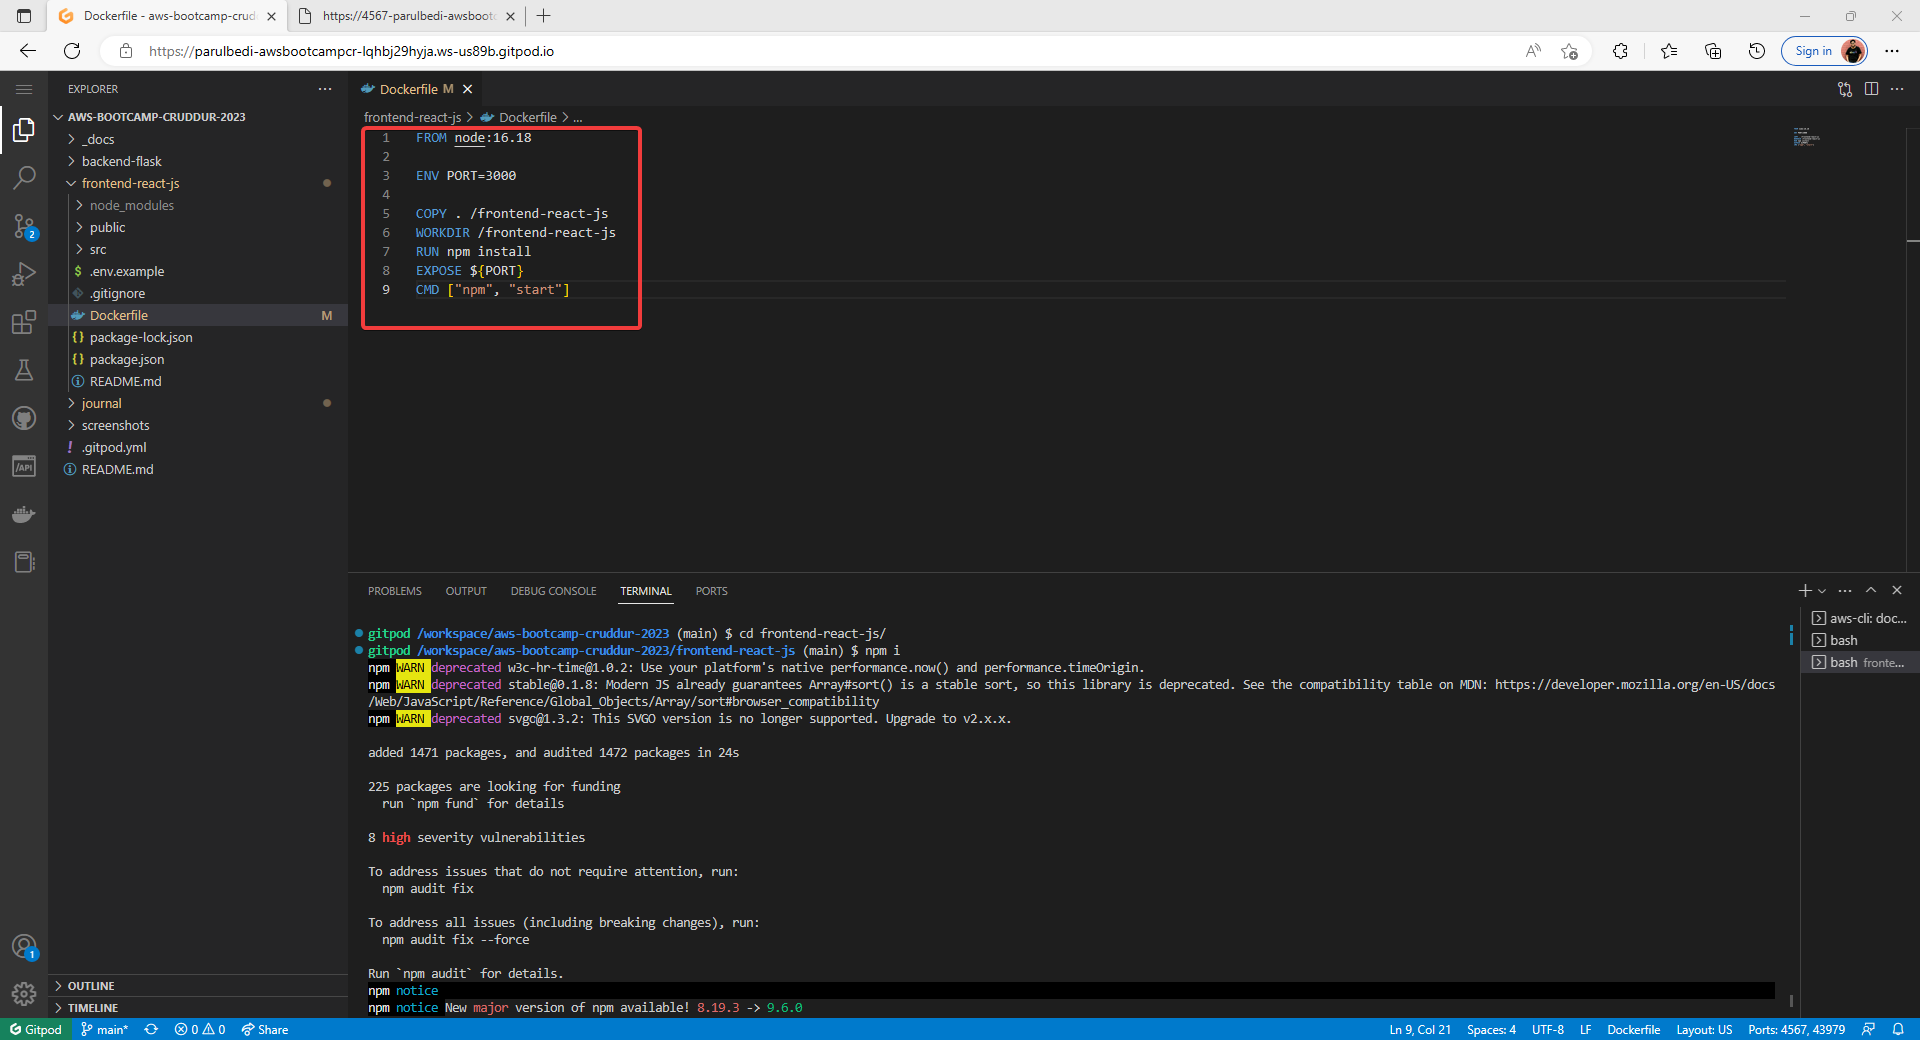 Dockerfile - aws-bootcamp-crud
https://4567-parulbedi-awsboot
https://parulbedi-awsbootcampcr-lqhbj29hyja.ws-us89b.gitpod.io
Sign in
EXPLORER
AWS-BOOTCAMP-CRUDDUR-2023
_docs
backend-flask
frontend-react-js
node_modules
public
src
$ .env.example
.gitignore
Dockerfile M
{} package-lock.json
{} package.json
README.md
journal
screenshots
! .gitpod.yml
README.md
OUTLINE
TIMELINE
2
/API
1
Dockerfile M
frontend-react-js > Dockerfile > ...
1 FROM node:16.18
2
3 ENV PORT=3000
4
5 COPY . /frontend-react-js
6 WORKDIR /frontend-react-js
7 RUN npm install
8 EXPOSE ${PORT}
9 CMD ["npm", "start"]
PROBLEMS OUTPUT DEBUG CONSOLE TERMINAL PORTS
gitpod /workspace/aws-bootcamp-cruddur-2023 (main) $ cd frontend-react-js/
gitpod /workspace/aws-bootcamp-cruddur-2023/frontend-react-js (main) $ npm i
npm WARN deprecated w3c-hr-time@1.0.2: Use your platform's native performance.now() and performance.timeOrigin.
npm WARN deprecated stable@0.1.8: Modern JS already guarantees Array#sort() is a stable sort, so this library is deprecated. See the compatibility table on MDN: https://developer.mozilla.org/en-US/docs
/Web/JavaScript/Reference/Global_Objects/Array/sort#browser_compatibility
npm WARN deprecated svgo@1.3.2: This SVGO version is no longer supported. Upgrade to v2.x.x.
added 1471 packages, and audited 1472 packages in 24s
225 packages are looking for funding
run `npm fund` for details
8 high severity vulnerabilities
To address issues that do not require attention, run:
npm audit fix
To address all issues (including breaking changes), run:
npm audit fix --force
Run `npm audit` for details.
npm notice
npm notice New major version of npm available! 8.19.3 -> 9.6.0
aws-cli: doc...
bash
bash fronte...
Gitpod main* 0 0 Share
Ln 9, Col 21 Spaces: 4 UTF-8 LF Dockerfile Layout: US Ports: 4567, 43979